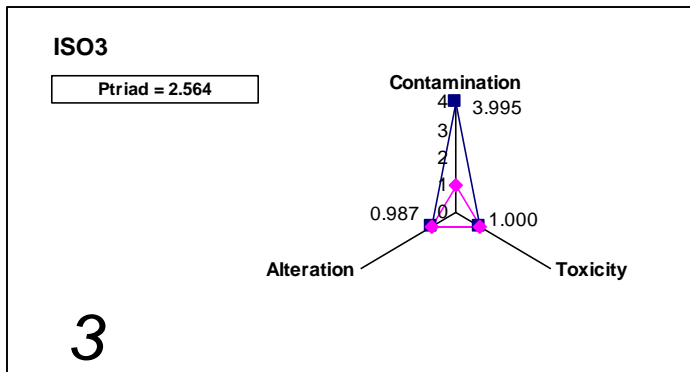 ISO3
Ptriad = 2.564
Contamination
4
3.995
3
2
1
0
0.987
1.000
Alteration
Toxicity
3